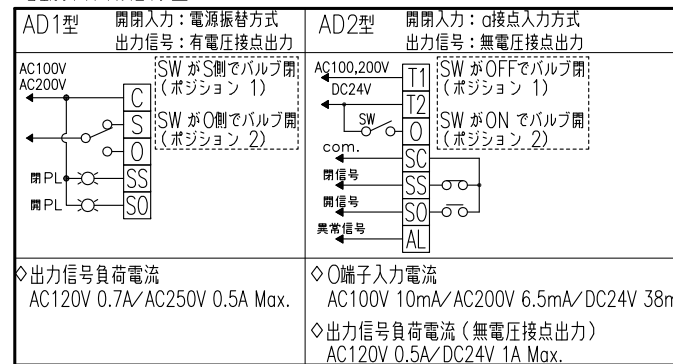 AD1型
開閉入力：電源振替方式
出力信号：有電圧接点出力
AC100V
AC200V
C
S
O
SS
SO
閉PL
開PL
SW がS側でバルブ閉
(ポジション 1)
SW がO側でバルブ開
(ポジション 2)
◇出力信号負荷電流
AC120V 0.7A/AC250V 0.5A Max.
AD2型
開閉入力：a接点入力方式
出力信号：無電圧接点出力
AC100,200V
DC24V
SW
com.
閉信号
開信号
異常信号
T1
T2
O
SC
SS
SO
AL
SW がOFFでバルブ閉
(ポジション 1)
SW がON でバルブ開
(ポジション 2)
◇O端子入力電流
AC100V 10mA/AC200V 6.5mA/DC24V 38m
◇出力信号負荷電流（無電圧接点出力）
AC120V 0.5A/DC24V 1A Max.